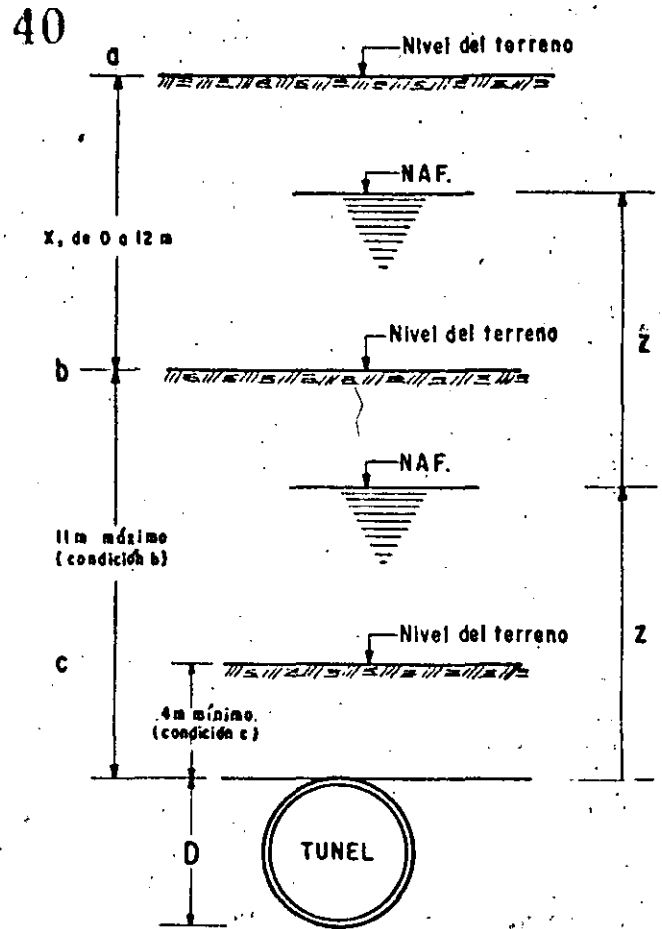 40
a
Nivel del terreno
NAF.
X, de 0 a 12 m
Z
Nivel del terreno
b
NAF.
11m máximo
(condición b)
Nivel del terreno
Z
c
4m mínimo.
(condición c)
D
TUNEL